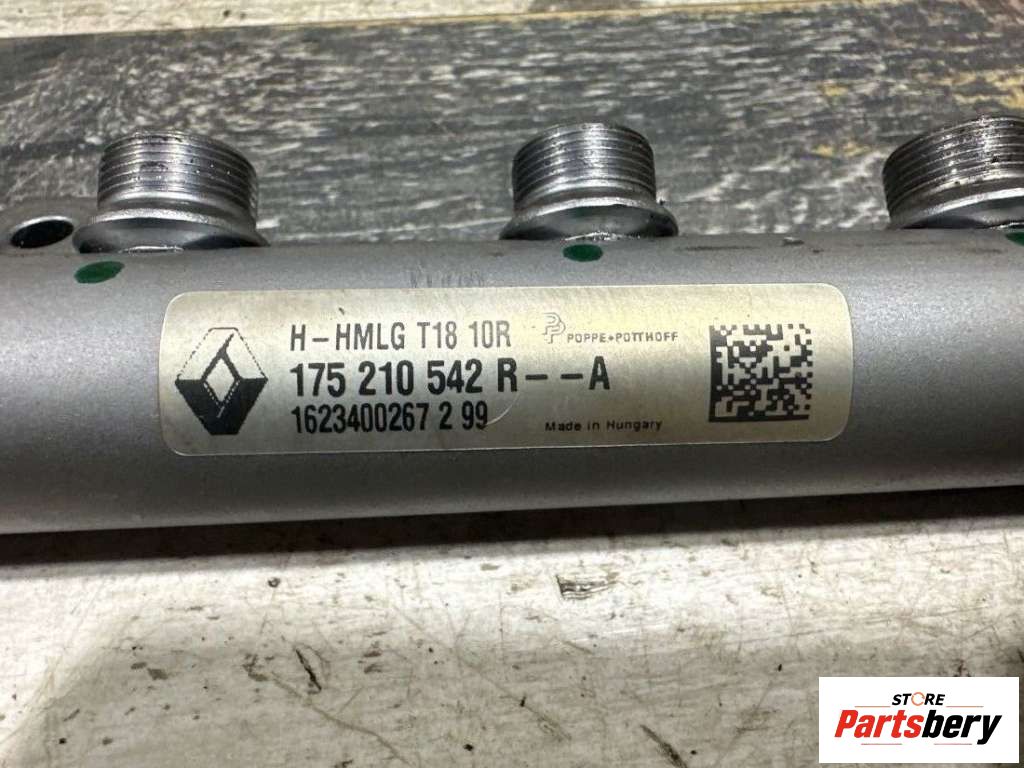 H-HMLG T18 10R
POPPE+POTTHOFF
175 210 542 R--A
1623400267 2 99
Made in Hungary
STORE
Partsbery